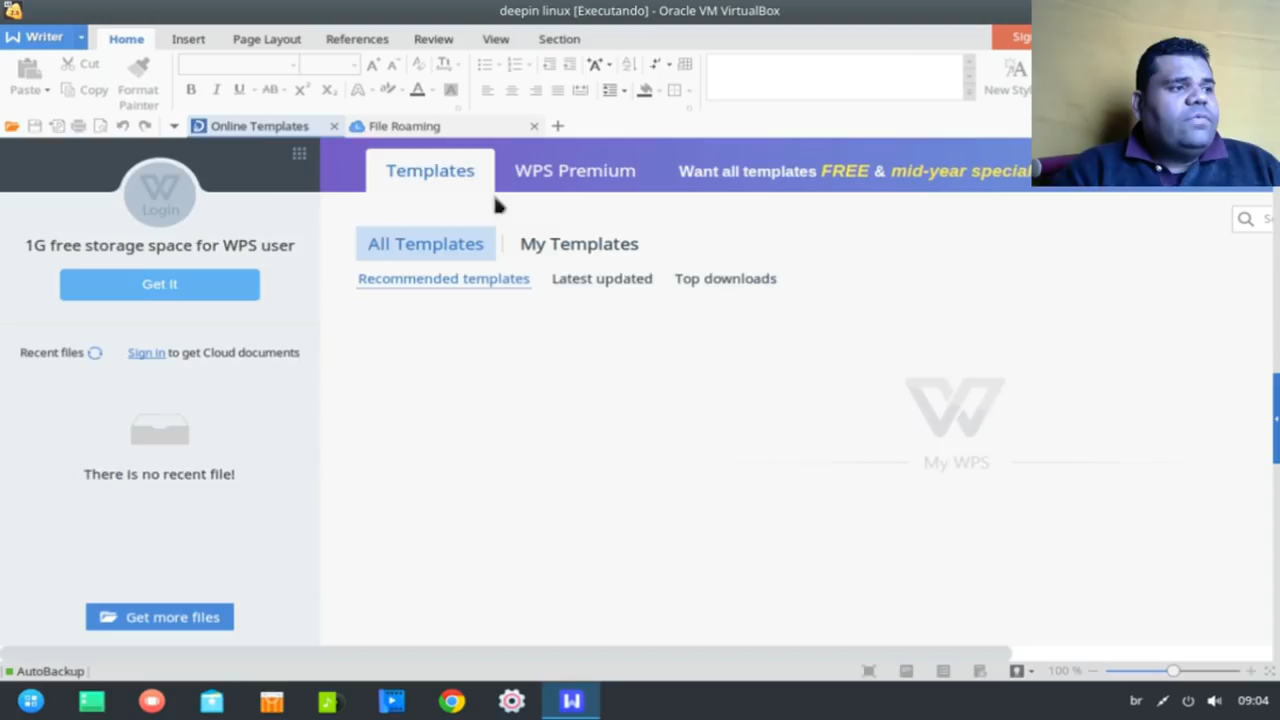 deepin linux [Executando] - Oracle VM VirtualBox
Writer
Home Insert Page Layout References Review View Section
Cut
Paste Copy Format Painter
B I U AB X² X₂ A A A
New
Online Templates File Roaming
Templates WPS Premium Want all templates FREE & mid-year special
W
Login
1G free storage space for WPS user
Get It
All Templates My Templates
Recommended templates Latest updated Top downloads
Recent files Sign in to get Cloud documents
There is no recent file!
My WPS
Get more files
AutoBackup
100 %
br 09:04